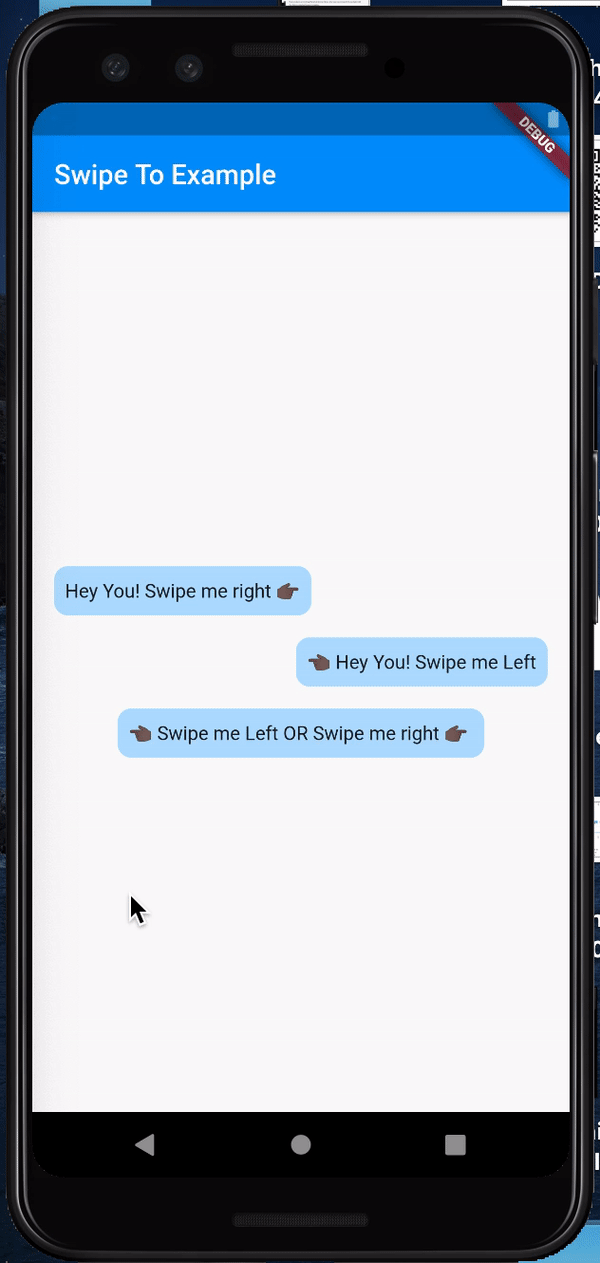 DEBUG
Swipe To Example
Hey You! Swipe me right 👉🏿
👈🏿 Hey You! Swipe me Left
👈🏿 Swipe me Left OR Swipe me right 👉🏿